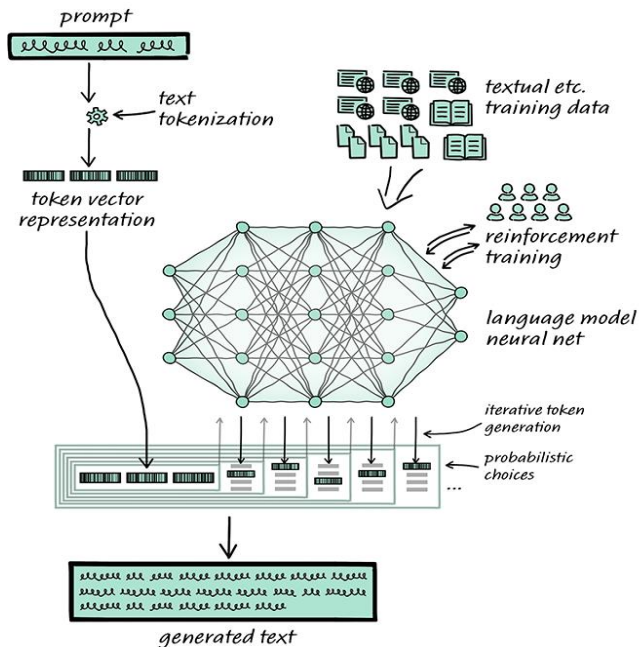 prompt
text
tokenization
token vector
representation
textual etc.
training data
reinforcement
training
language model
neural net
iterative token
generation
probabilistic
choices
...
generated text